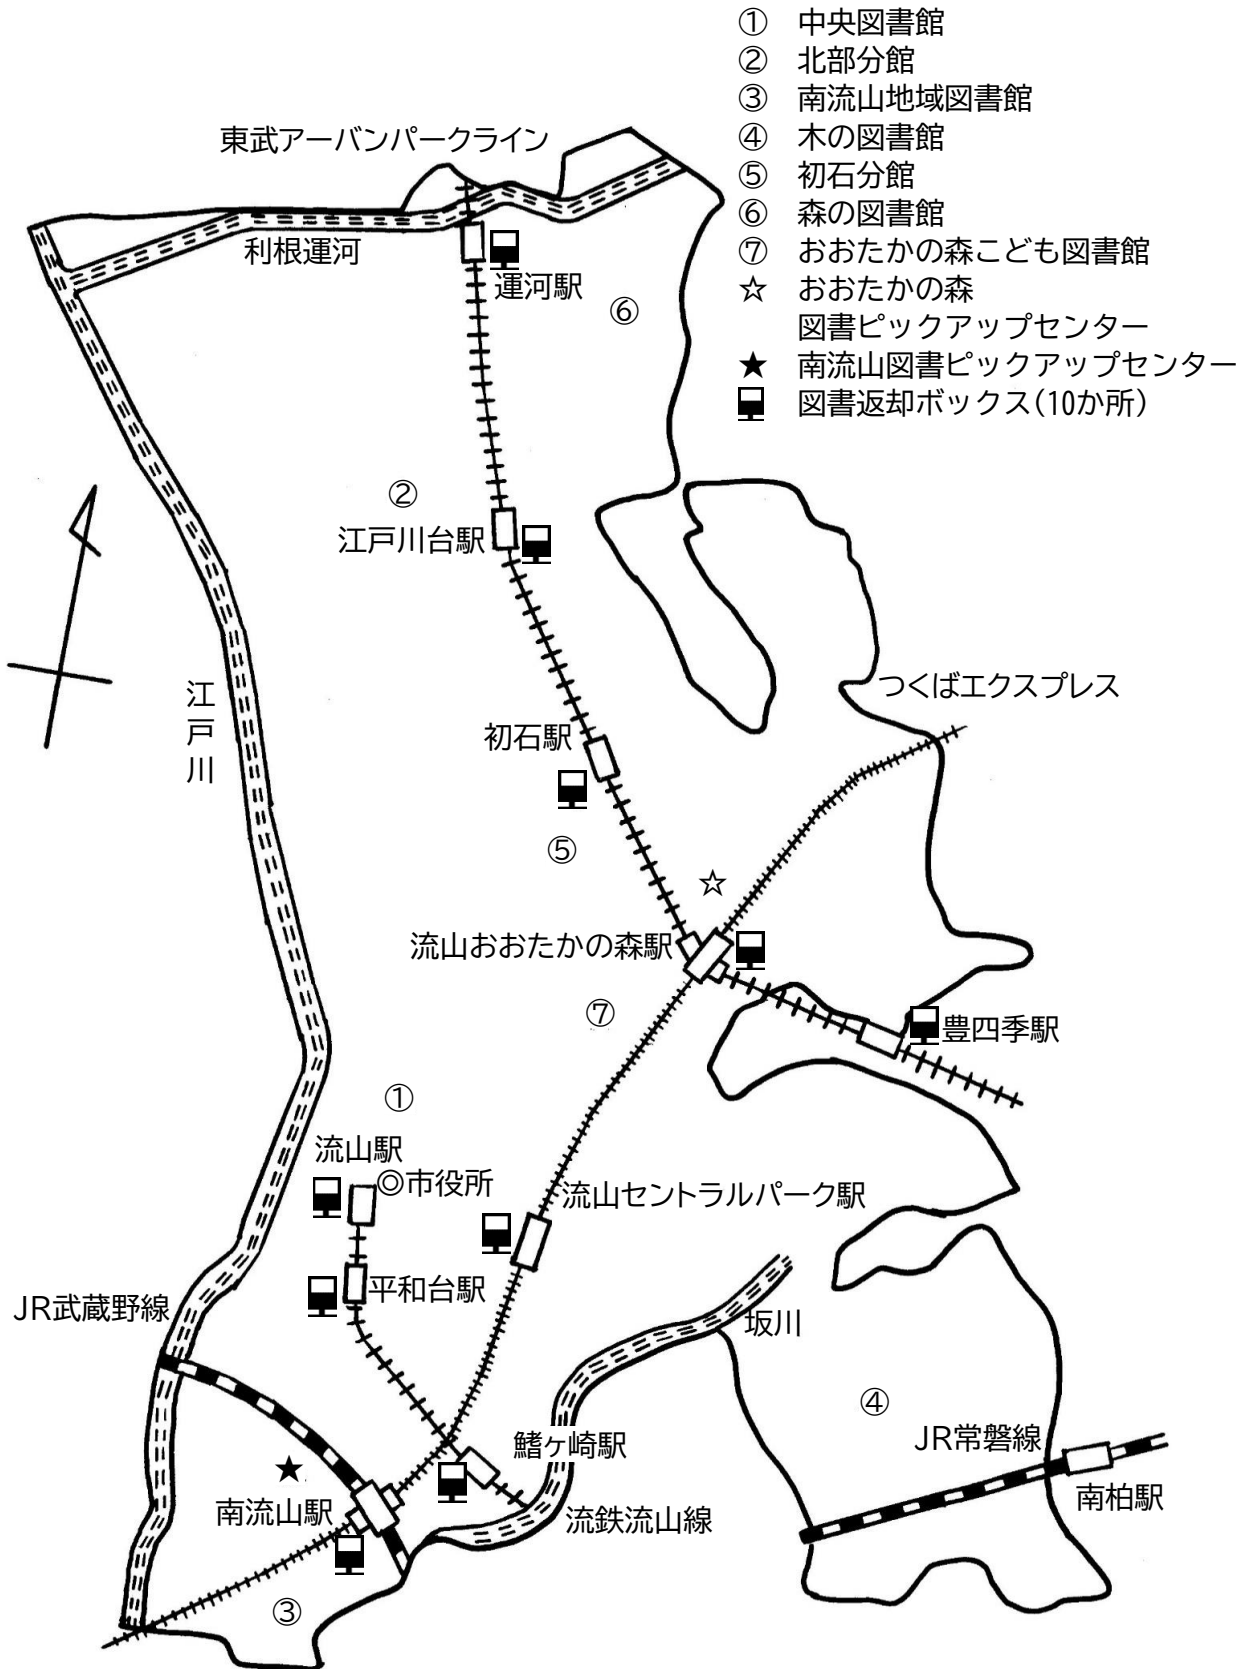 ① 中央図書館
② 北部分館
③ 南流山地域図書館
④ 木の図書館
⑤ 初石分館
⑥ 森の図書館
⑦ おおたかの森こども図書館
☆ おおたかの森
図書ピックアップセンター
★ 南流山図書ピックアップセンター
図書返却ボックス(10か所)
東武アーバンパークライン
利根運河
運河駅
⑥
②
江戸川台駅
江戸川
つくばエクスプレス
初石駅
⑤
☆
流山おおたかの森駅
⑦
豊四季駅
①
流山駅
◎市役所
流山セントラルパーク駅
平和台駅
JR武蔵野線
坂川
④
JR常磐線
鰭ヶ崎駅
★
南流山駅
南柏駅
流鉄流山線
③